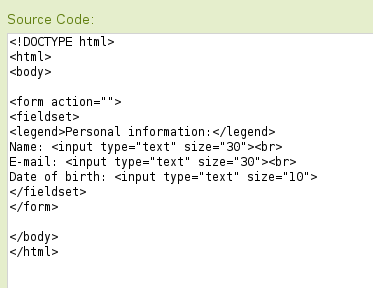 Source Code:
<!DOCTYPE html>
<html>
<body>
<form action="">
<fieldset>
<legend>Personal information:</legend>
Name: <input type="text" size="30"><br>
E-mail: <input type="text" size="30"><br>
Date of birth: <input type="text" size="10">
</fieldset>
</form>
</body>
</html>